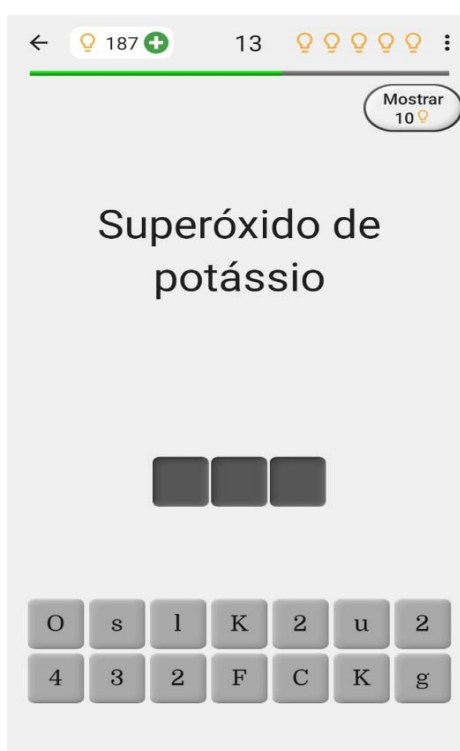 187 13
Mostrar
10
Superóxido de
potássio
O s l K 2 u 2
4 3 2 F C K g